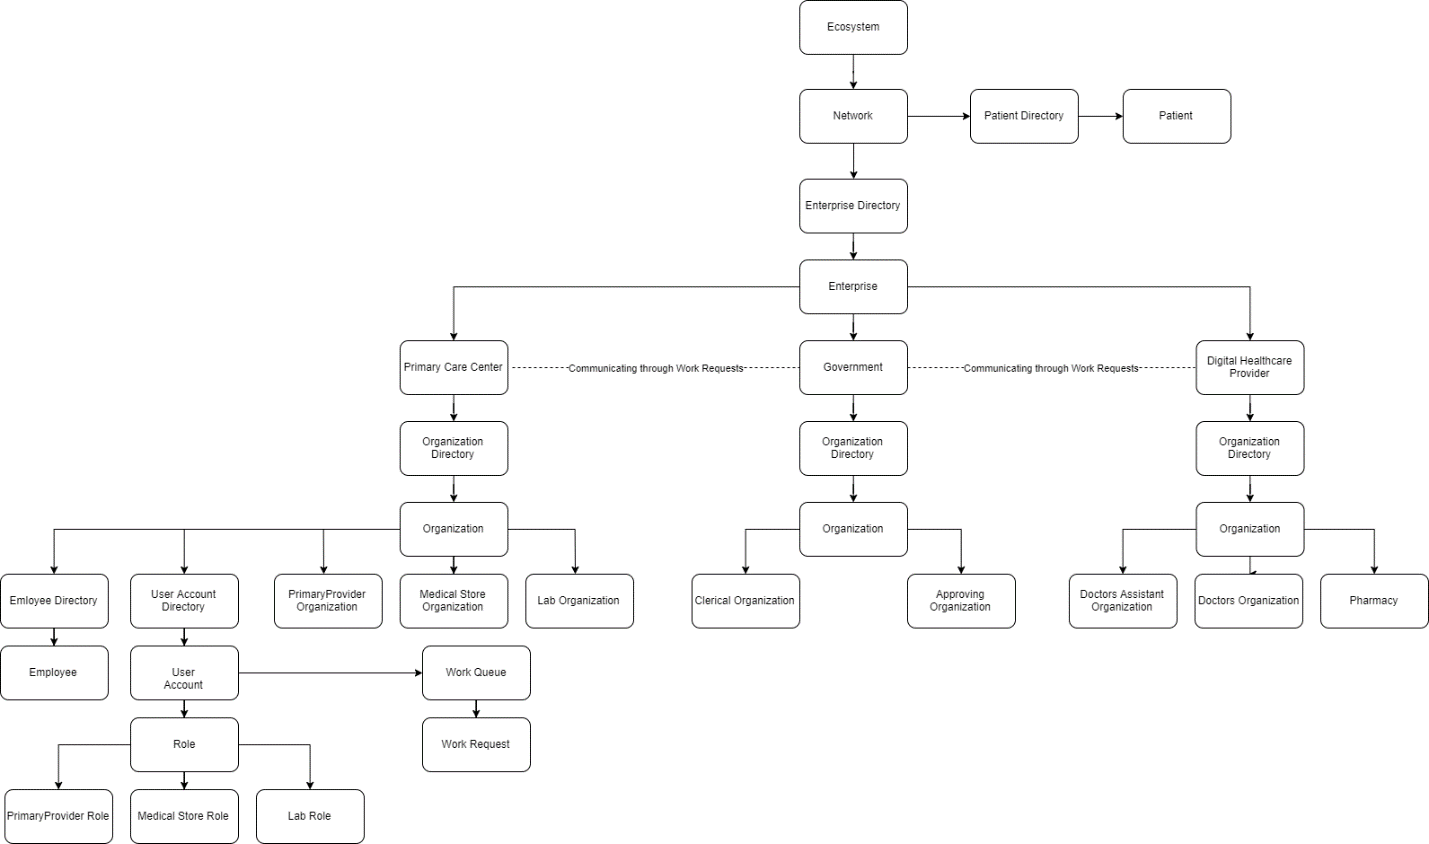 Ecosystem
Network
Patient Directory
Patient
Enterprise Directory
Enterprise
Primary Care Center
Communicating through Work Requests
Government
Communicating through Work Requests
Digital Healthcare
Provider
Organization
Directory
Organization
Directory
Organization
Directory
Organization
Organization
Organization
Emloyee Directory
User Account
Directory
PrimaryProvider
Organization
Medical Store
Organization
Lab Organization
Clerical Organization
Approving
Organization
Doctors Assistant
Organization
Doctors Organization
Pharmacy
Employee
User
Account
Work Queue
Role
Work Request
PrimaryProvider Role
Medical Store Role
Lab Role